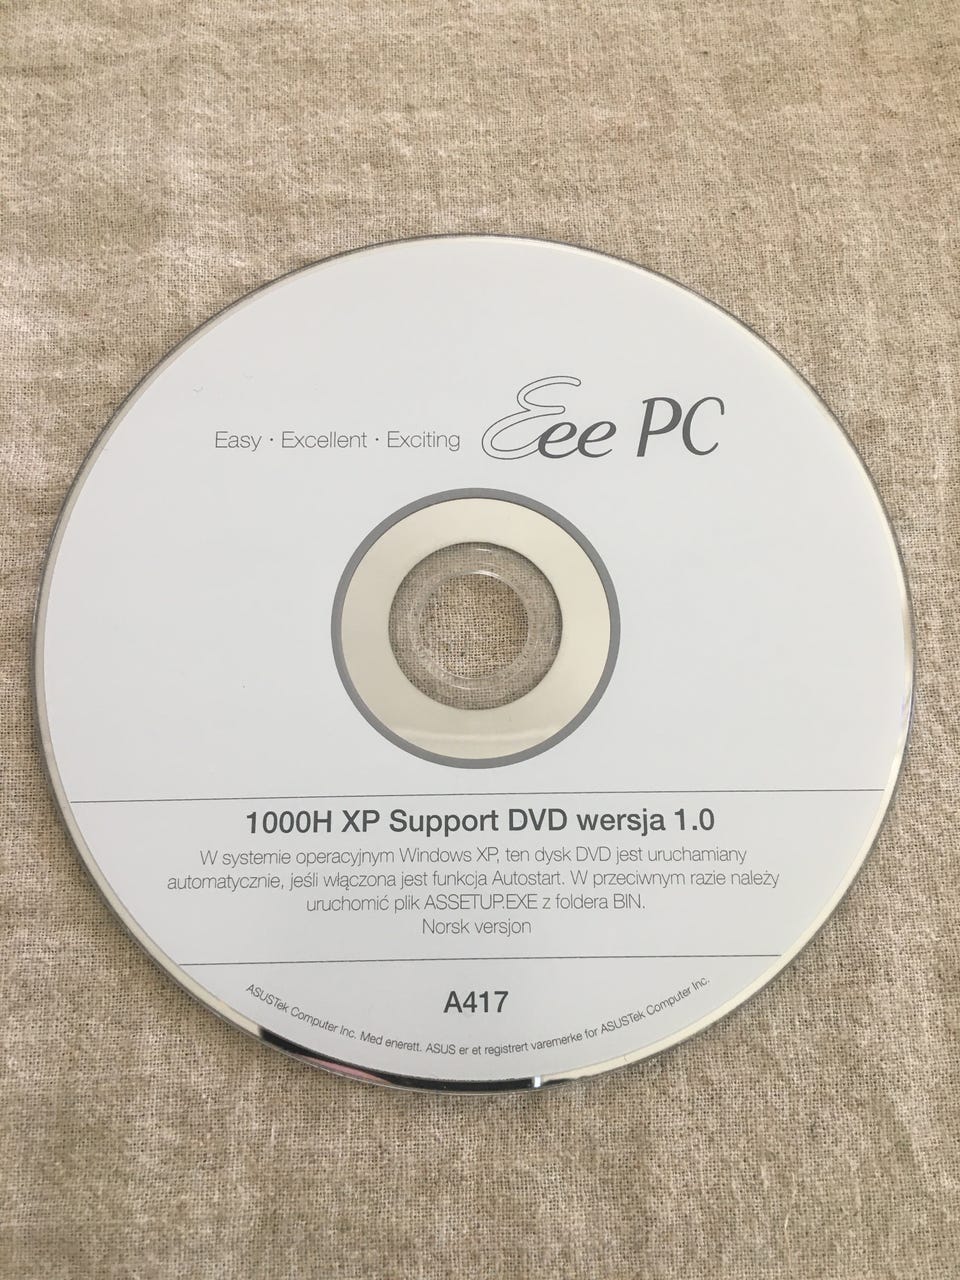 Easy · Excellent · Exciting Eee PC
1000H XP Support DVD wersja 1.0
W systemie operacyjnym Windows XP, ten dysk DVD jest uruchamiany
automatycznie, jeśli włączona jest funkcja Autostart. W przeciwnym razie należy
uruchomić plik ASSETUP.EXE z foldera BIN.
Norsk versjon
A417
ASUSTek Computer Inc. Med enerett. ASUS er et registrert varemerke for ASUSTek Computer Inc.